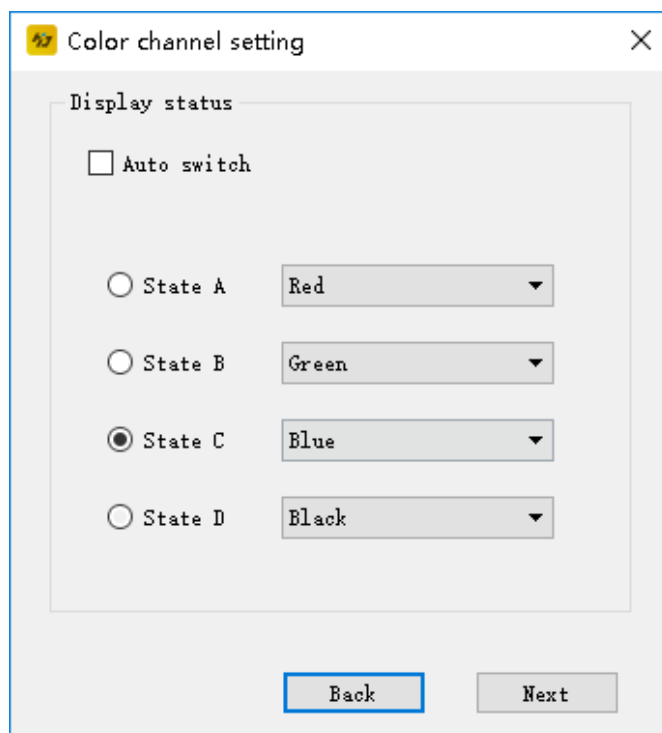 Color channel setting
Display status
Auto switch
State A Red
State B Green
State C Blue
State D Black
Back Next